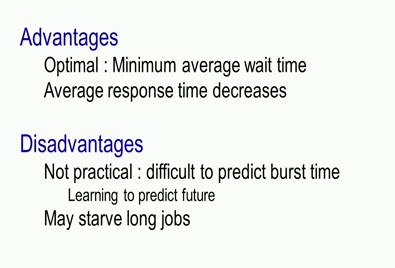 Advantages
Optimal : Minimum average wait time
Average response time decreases
Disadvantages
Not practical : difficult to predict burst time
Learning to predict future
May starve long jobs